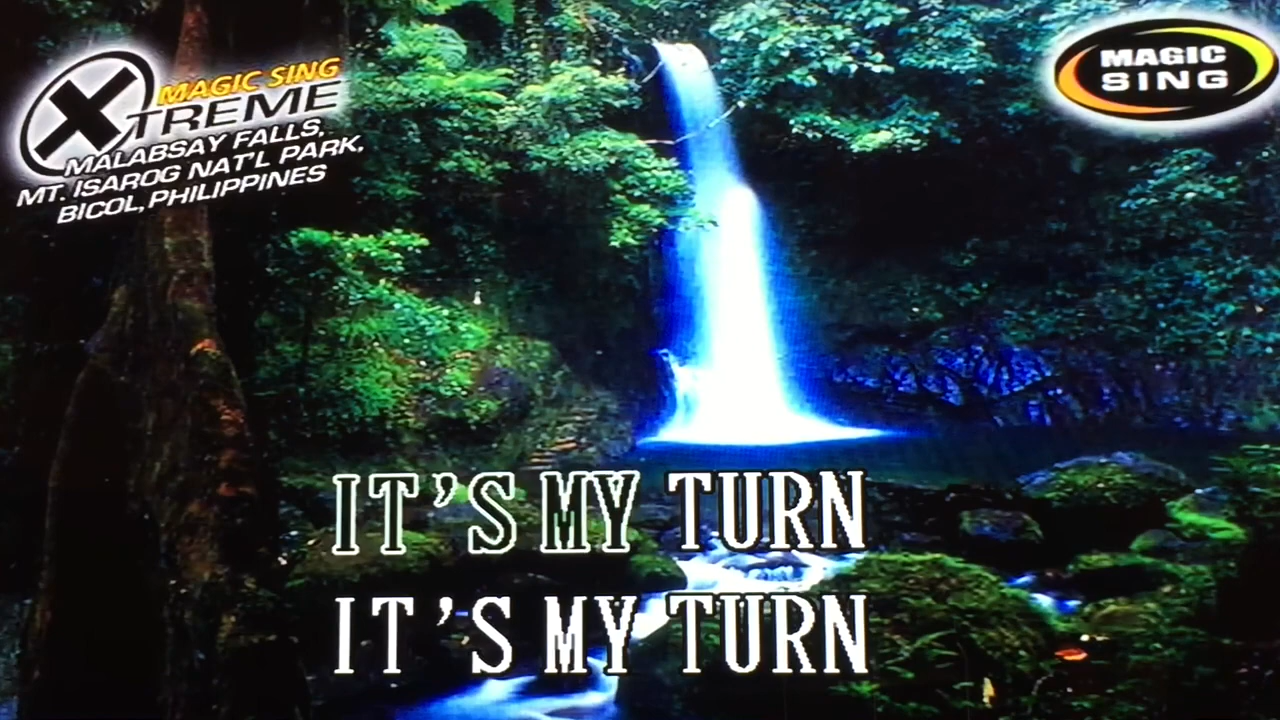 MAGIC SING
XTREME
MALABSAY FALLS,
MT. ISAROG NAT'L PARK,
BICOL, PHILIPPINES
MAGIC
SING
IT'S MY TURN
IT'S MY TURN